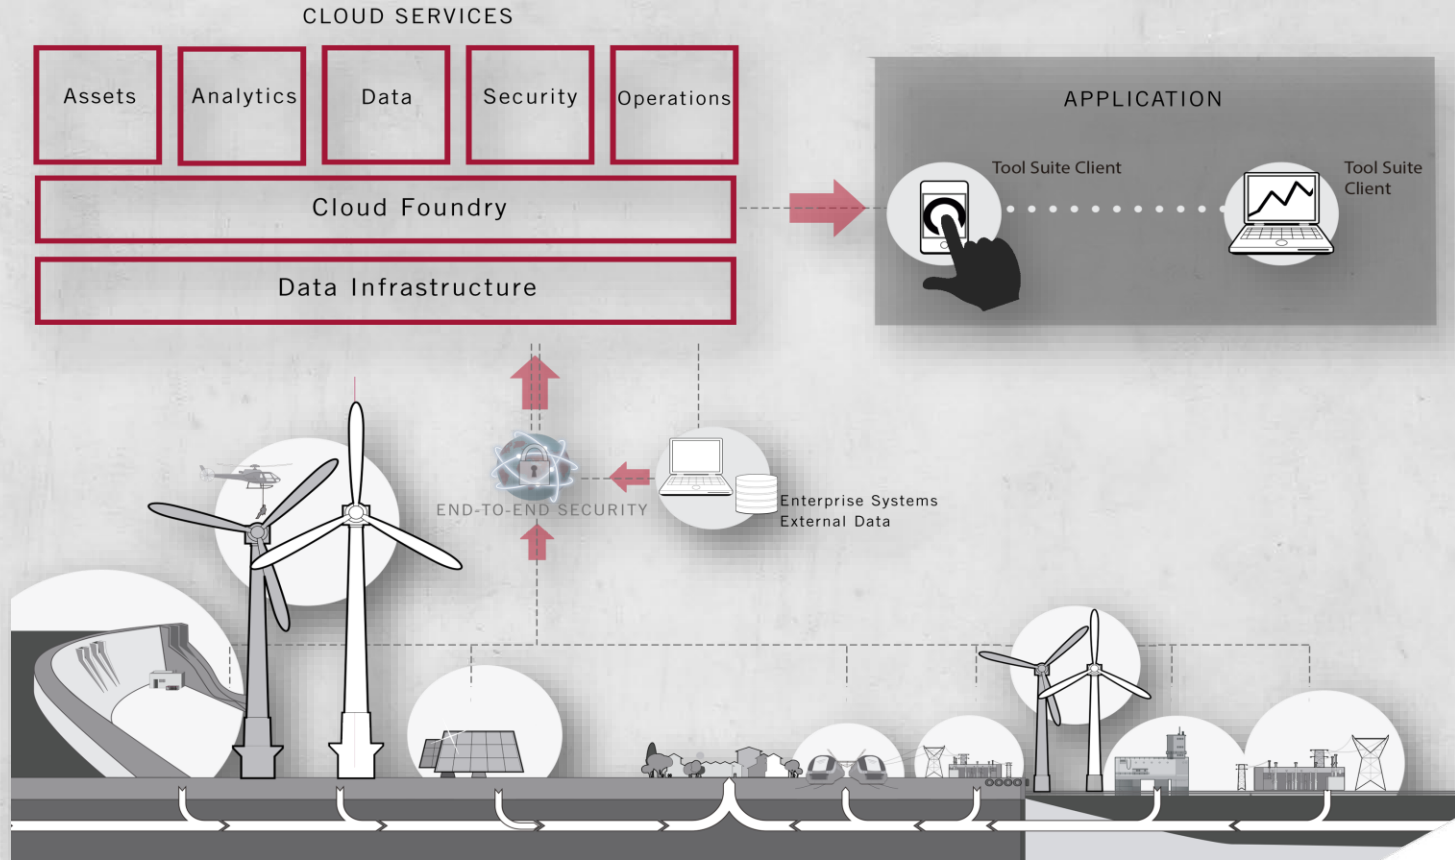 CLOUD SERVICES
Assets
Analytics
Data
Security
Operations
Cloud Foundry
Data Infrastructure
APPLICATION
Tool Suite Client
Tool Suite
Client
END-TO-END SECURITY
Enterprise Systems
External Data